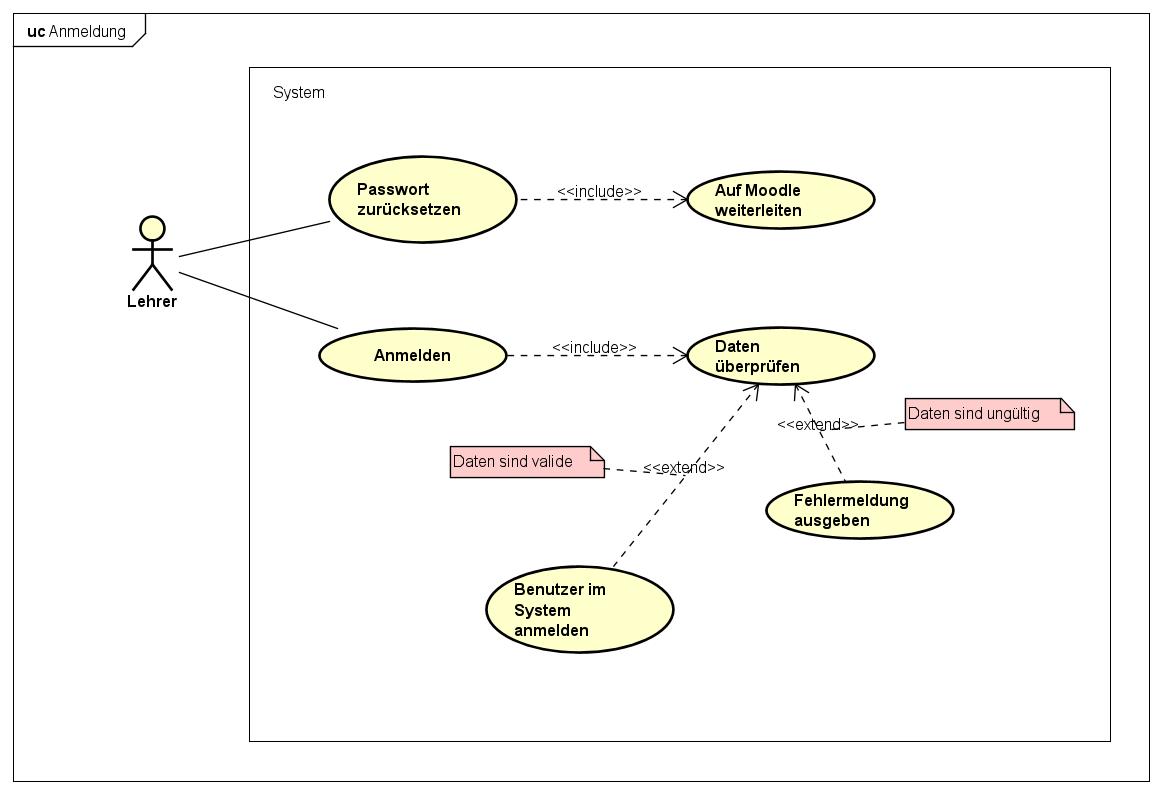 uc Anmeldung
System
Passwort
zurücksetzen
<<include>>
Auf Moodle
weiterleiten
Lehrer
Anmelden
<<include>>
Daten
überprüfen
Daten sind ungültig
<<extend>>
Daten sind valide
<<extend>>
Fehlermeldung
ausgeben
Benutzer im
System
anmelden